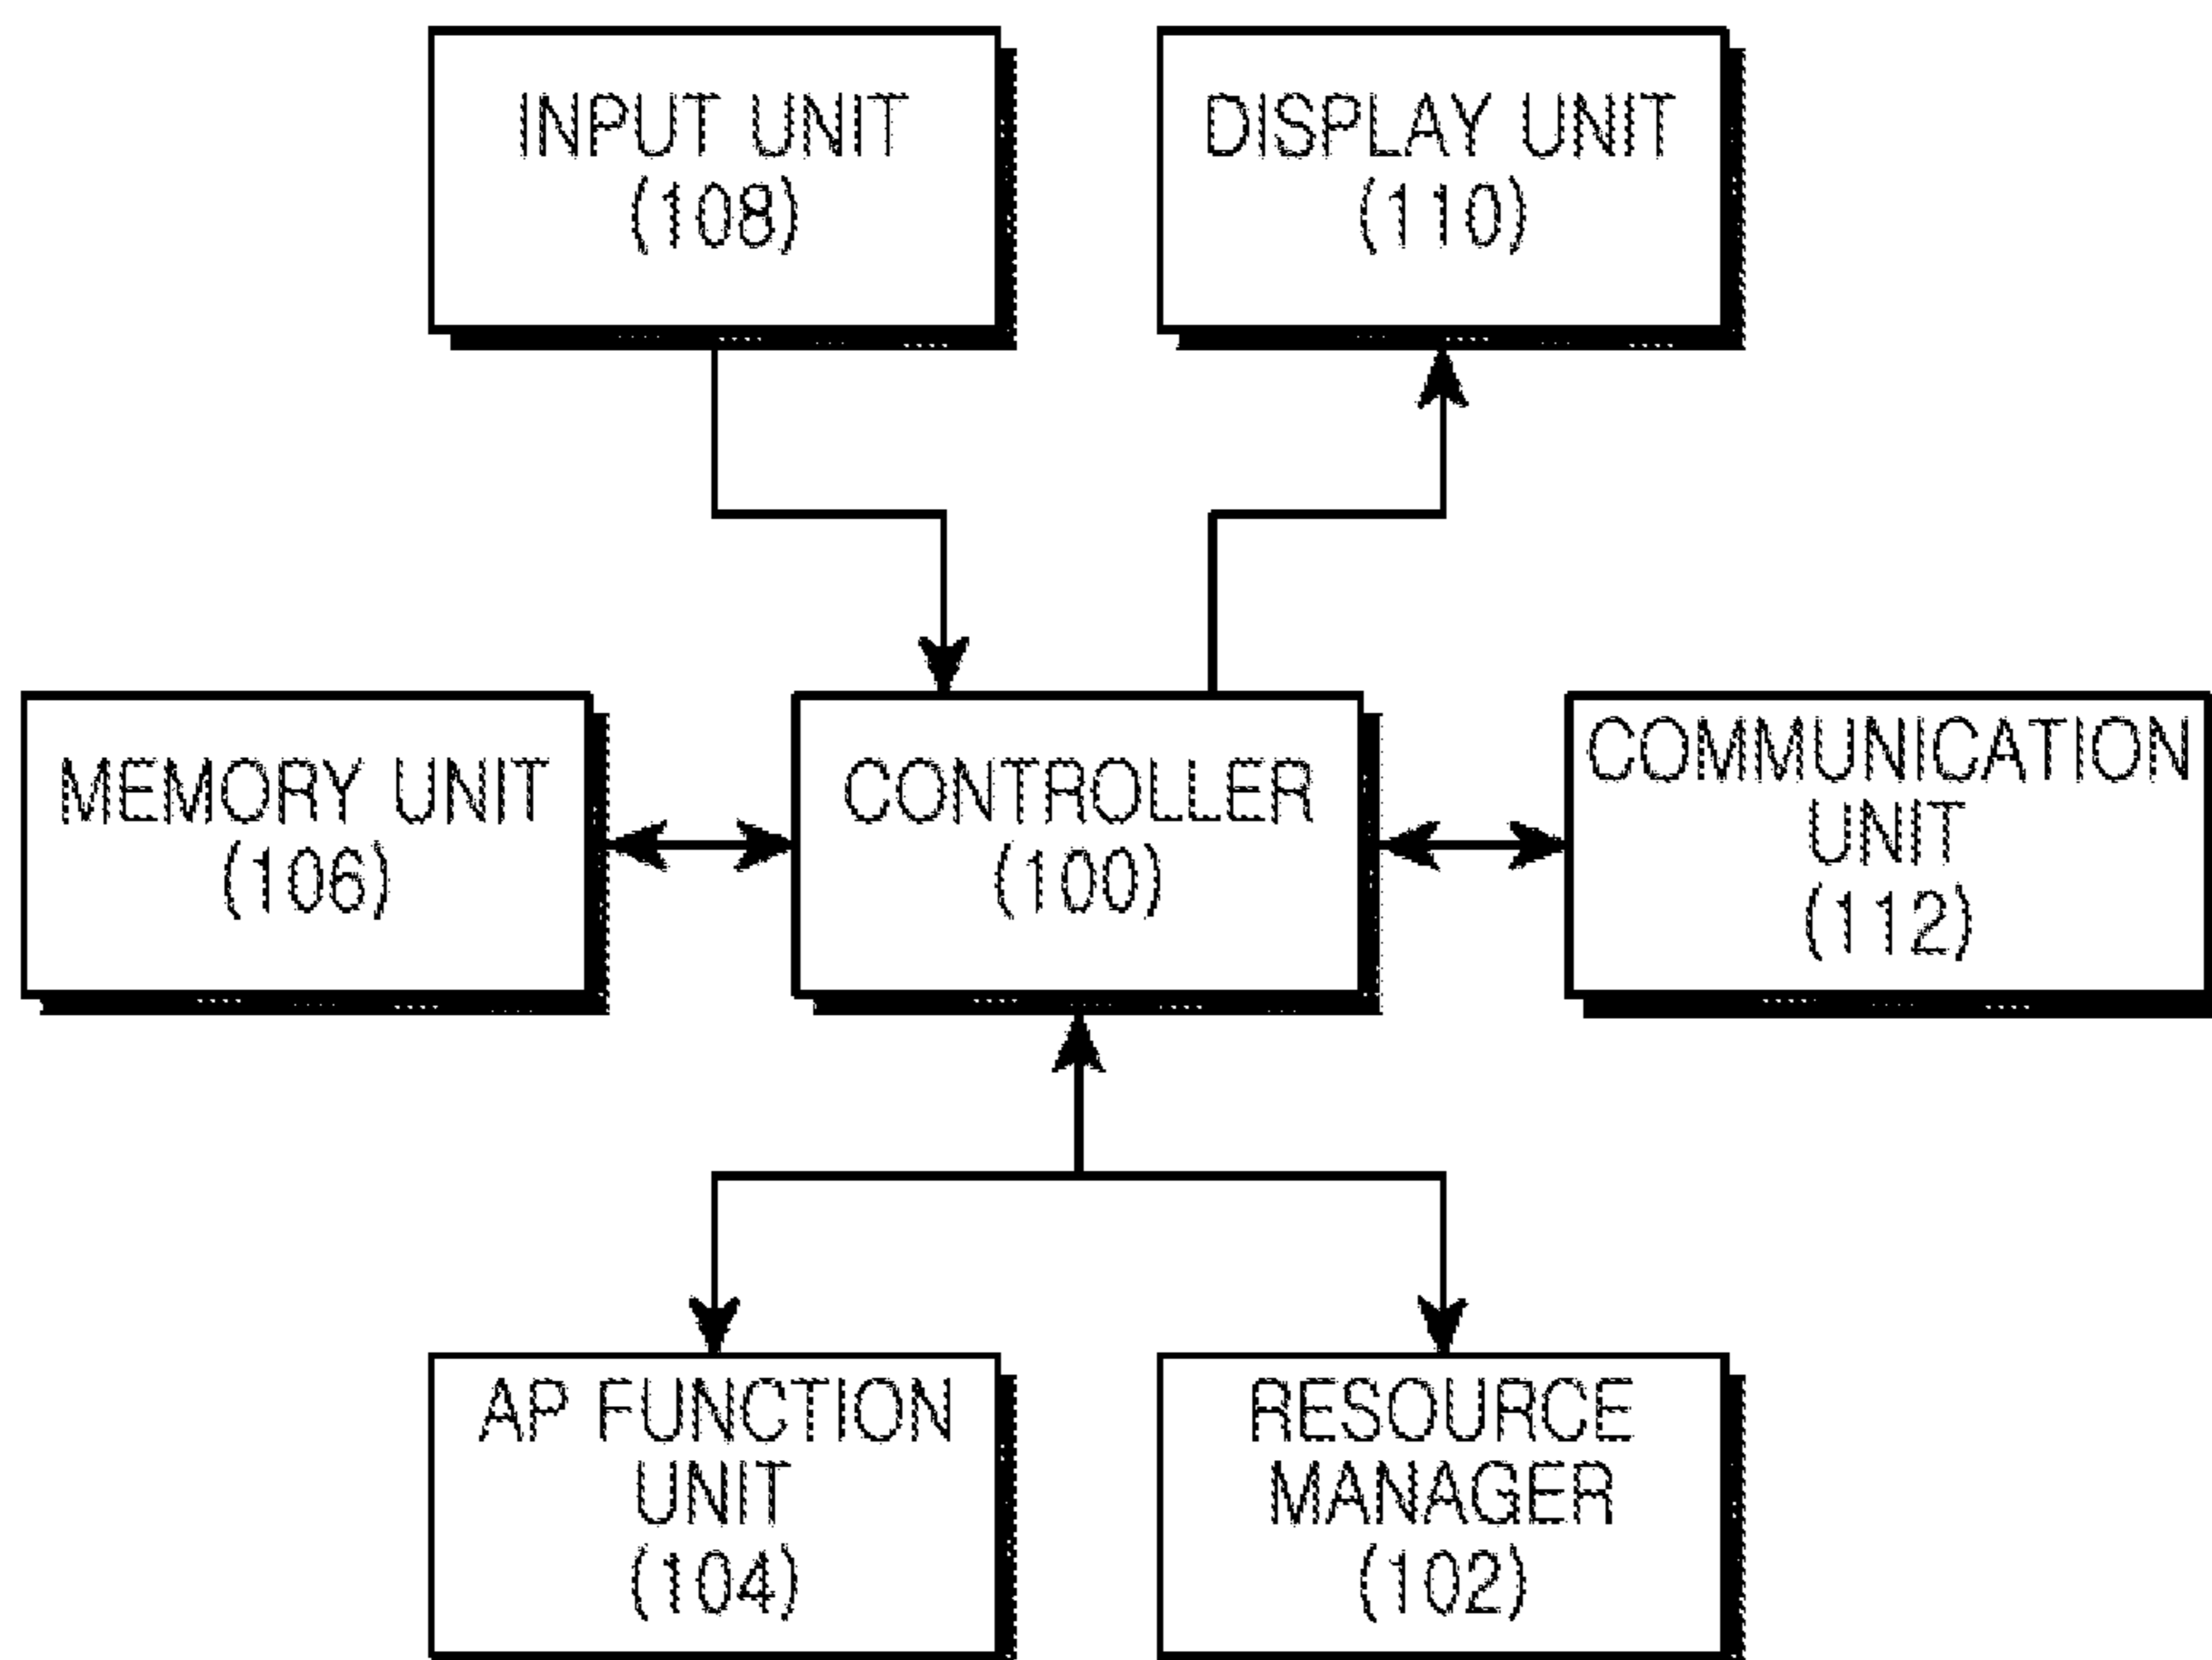 INPUT UNIT
(108)
DISPLAY UNIT
(110)
MEMORY UNIT
(106)
CONTROLLER
(100)
COMMUNICATION
UNIT
(112)
AP FUNCTION
UNIT
(104)
RESOURCE
MANAGER
(102)